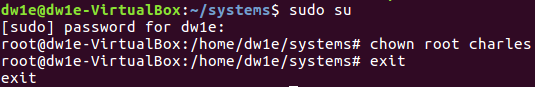 dw1e@dw1e-VirtualBox:~/systems$ sudo su
[sudo] password for dw1e:
root@dw1e-VirtualBox:/home/dw1e/systems# chown root charles
root@dw1e-VirtualBox:/home/dw1e/systems# exit
exit